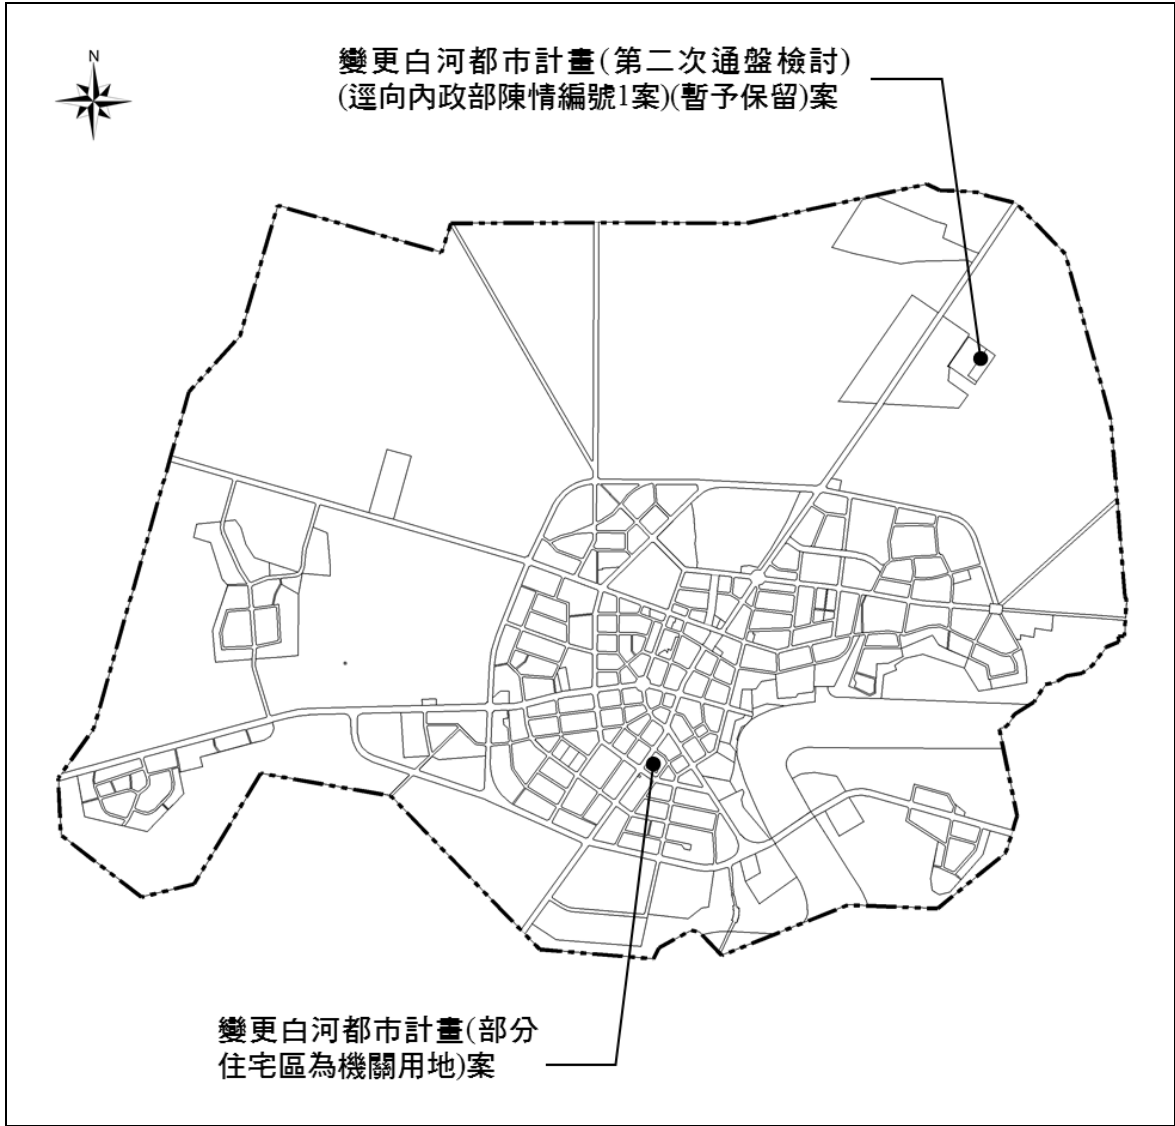 N
變更白河都市計畫(第二次通盤檢討)
(逕向內政部陳情編號1案)(暫予保留)案
變更白河都市計畫(部分
住宅區為機關用地)案